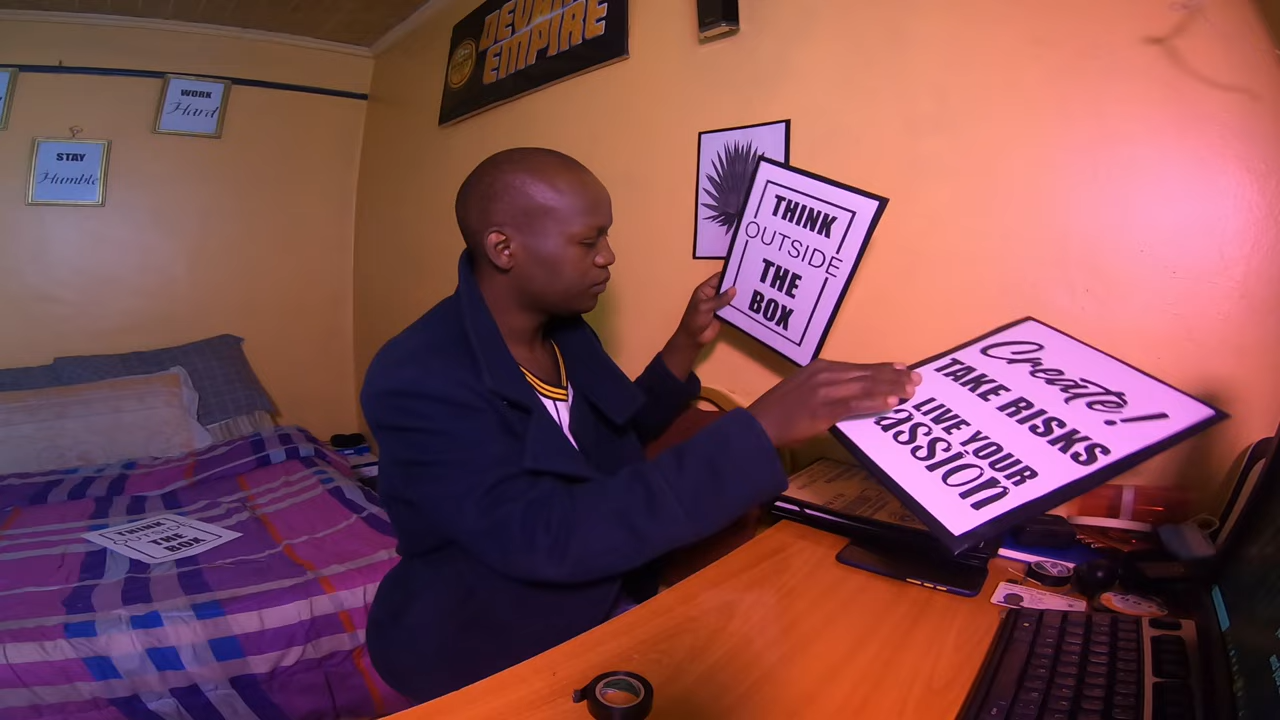 WORK
Hard
STAY
Humble
EMPIRE
THINK
OUTSIDE
THE
BOX
Create!
TAKE RISKS
LIVE YOUR
assion
THINK
OUTSIDE
THE
BOX